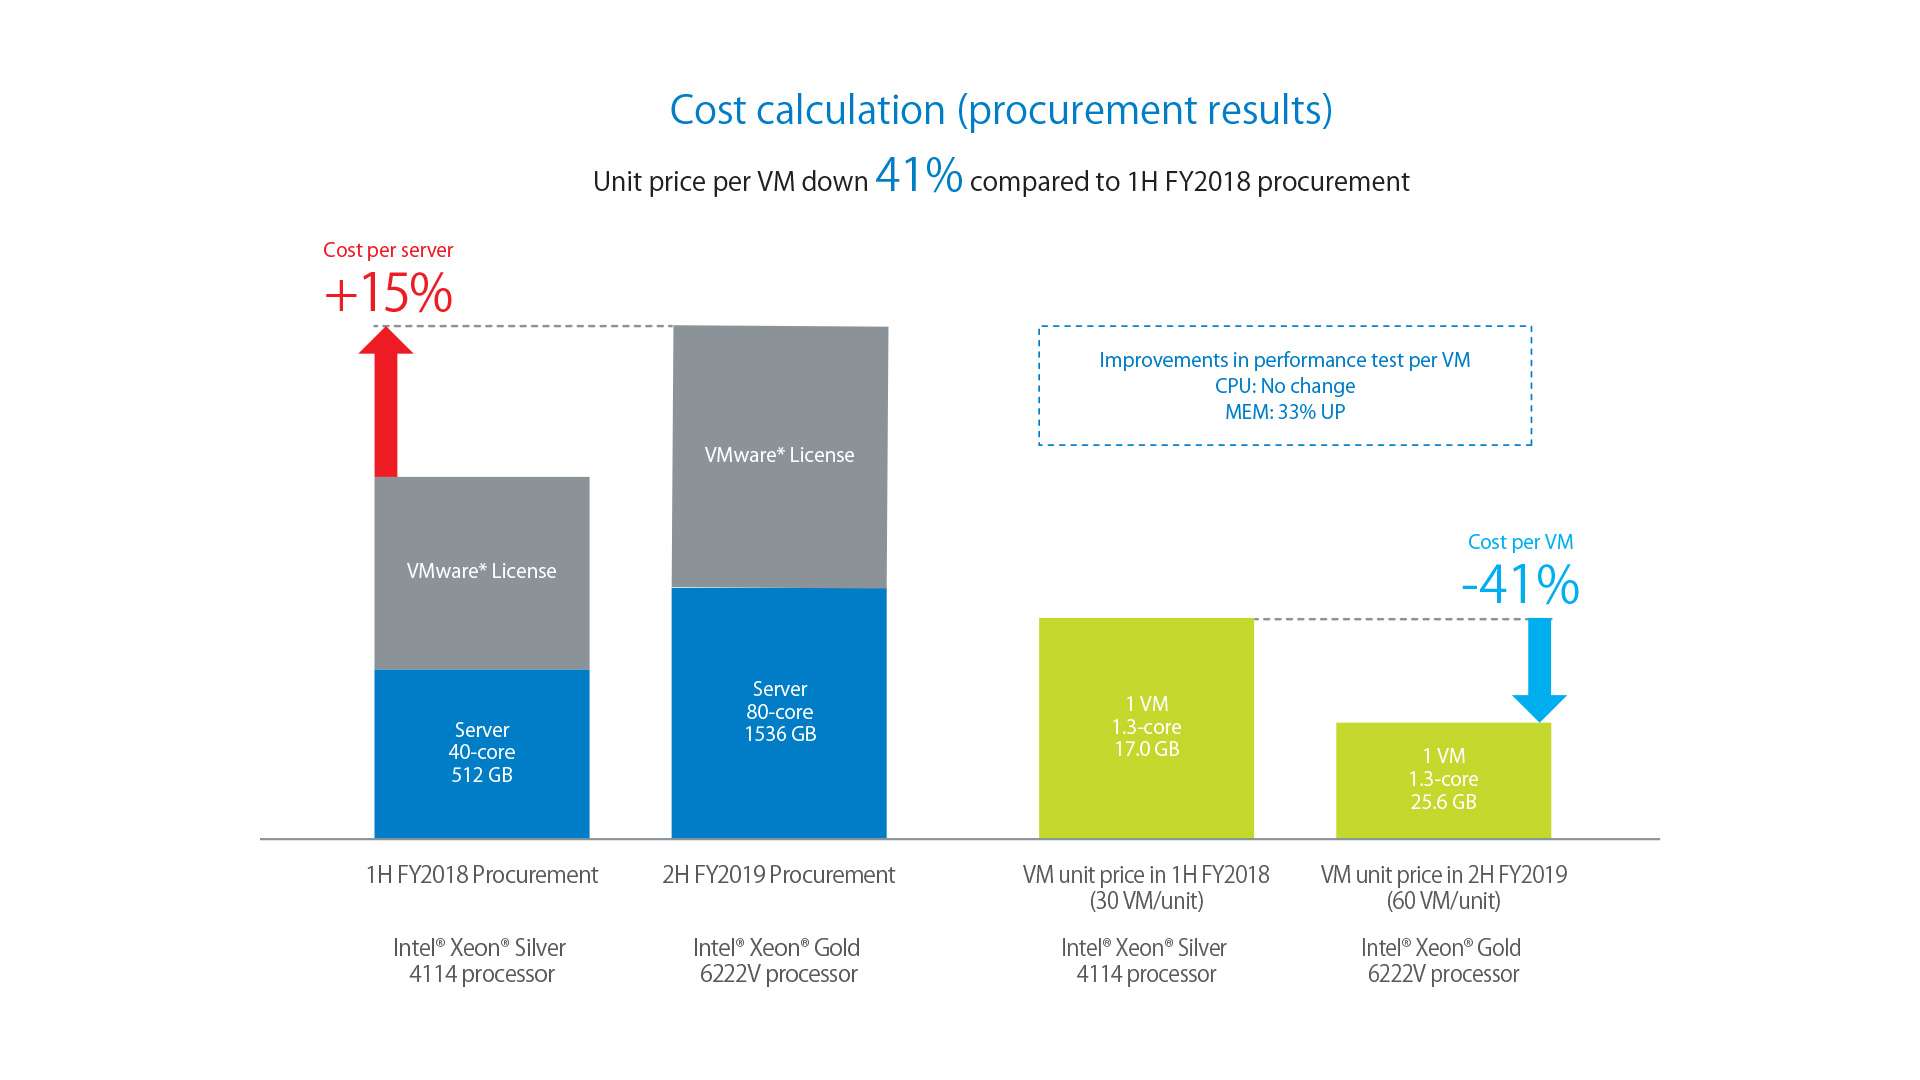 Cost calculation (procurement results)
Unit price per VM down 41% compared to 1H FY2018 procurement
Cost per server
+15%
VMware* License
Server
40-core
512 GB
VMware* License
Server
80-core
1536 GB
Improvements in performance test per VM
CPU: No change
MEM: 33% UP
Cost per VM
-41%
1 VM
1.3-core
17.0 GB
1 VM
1.3-core
25.6 GB
1H FY2018 Procurement
Intel® Xeon® Silver
4114 processor
2H FY2019 Procurement
Intel® Xeon® Gold
6222V processor
VM unit price in 1H FY2018
(30 VM/unit)
Intel® Xeon® Silver
4114 processor
VM unit price in 2H FY2019
(60 VM/unit)
Intel® Xeon® Gold
6222V processor